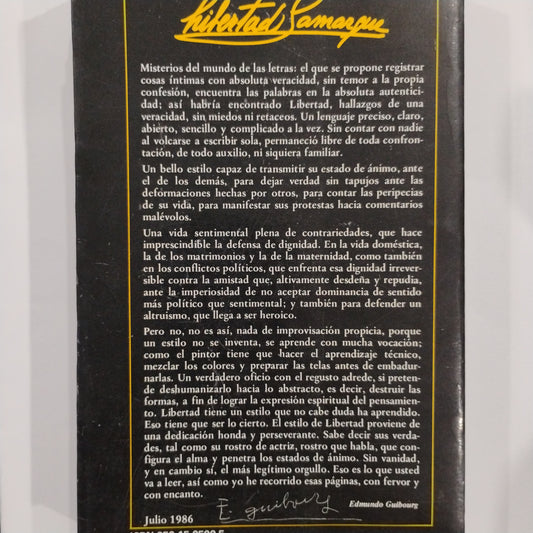 Libertad Lamarque
Misterios del mundo de las letras: el que se propone registrar
cosas íntimas con absoluta veracidad, sin temor a la propia
confesión, encuentra las palabras en la absoluta autentici-
dad; así habría encontrado Libertad, hallazgos de una
veracidad, sin miedos ni retaceos. Un lenguaje preciso, claro,
abierto, sencillo y complicado a la vez. Sin contar con nadie
al volcarse a escribir sola, permaneció libre de toda confron-
tación, de todo auxilio, ni siquiera familiar.
Un bello estilo capaz de transmitir su estado de ánimo, ante
el de los demás, para dejar verdad sin tapujos ante las
deformaciones hechas por otros, para contar las peripecias
de su vida, para manifestar sus protestas hacia comentarios
malévolos.
Una vida sentimental plena de contrariedades, que hace
imprescindible la defensa de dignidad. En la vida doméstica,
la de los matrimonios y la de la maternidad, como también
en los conflictos políticos, que enfrenta esa dignidad irrever-
sible contra la amistad que, altivamente desdeña y repudia,
ante la imperiosidad de no aceptar dominancia de sentido
más político que sentimental; y también para defender un
altruismo, que llega a ser heroico.
Pero no, no es así, nada de improvisación propicia, porque
un estilo no se inventa, se aprende con mucha vocación;
como el pintor tiene que hacer el aprendizaje técnico,
mezclar los colores y preparar las telas antes de embadur-
narlas. Un verdadero oficio con el regusto adrede, si preten-
de deshumanizarlo hacia lo abstracto, es decir, destruir las
formas, a fin de lograr la expresión espiritual del pensamien-
to. Libertad tiene un estilo que no cabe duda ha aprendido.
Eso tiene que ser lo cierto. El estilo de Libertad proviene de
una dedicación honda y perseverante. Sabe decir sus verda-
des, tal como su rostro de actriz, rostro que habla, que con-
figura el alma y penetra los estados de ánimo. Sin vanidad,
y en cambio sí, el más legítimo orgullo. Eso es lo que usted
va a leer, así como yo he recorrido esas páginas, con fervor y
con encanto.
E. Guibourg
Edmundo Guibourg
Julio 1986